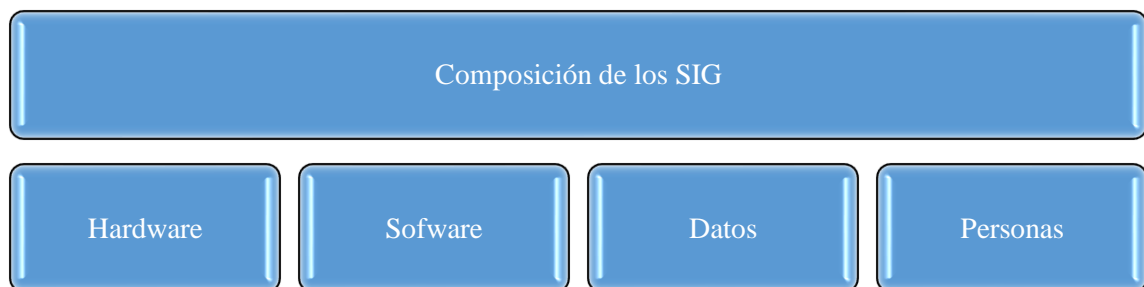 Composición de los SIG
Hardware
Sofware
Datos
Personas